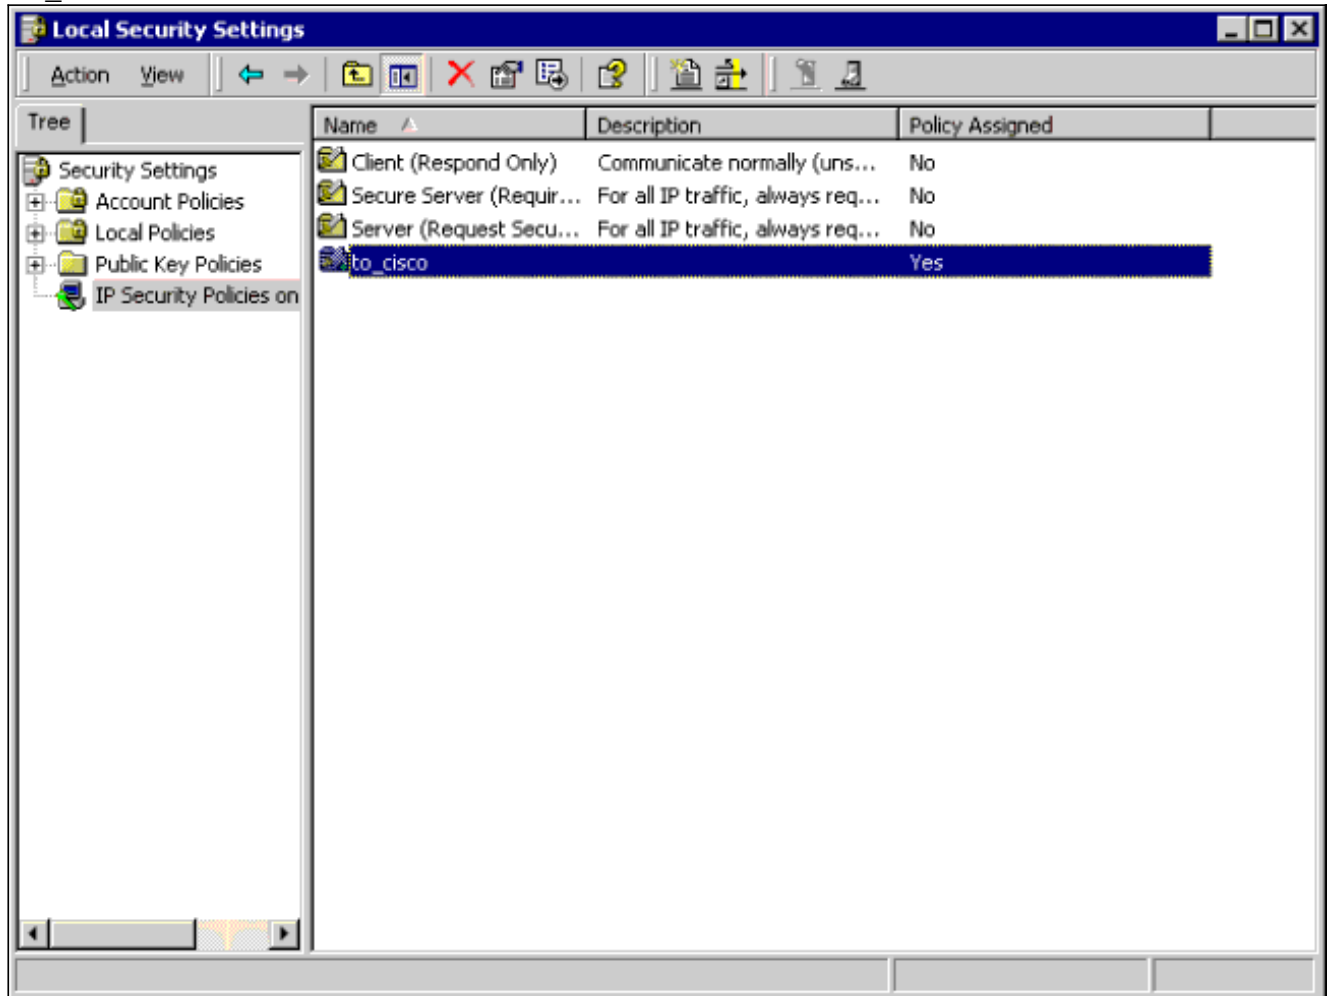 Local Security Settings
Action View
Tree
Name Description Policy Assigned
Security Settings
Account Policies
Local Policies
Public Key Policies
IP Security Policies on
Client (Respond Only) Communicate normally (uns... No
Secure Server (Requir... For all IP traffic, always req... No
Server (Request Secu... For all IP traffic, always req... No
to_cisco Yes